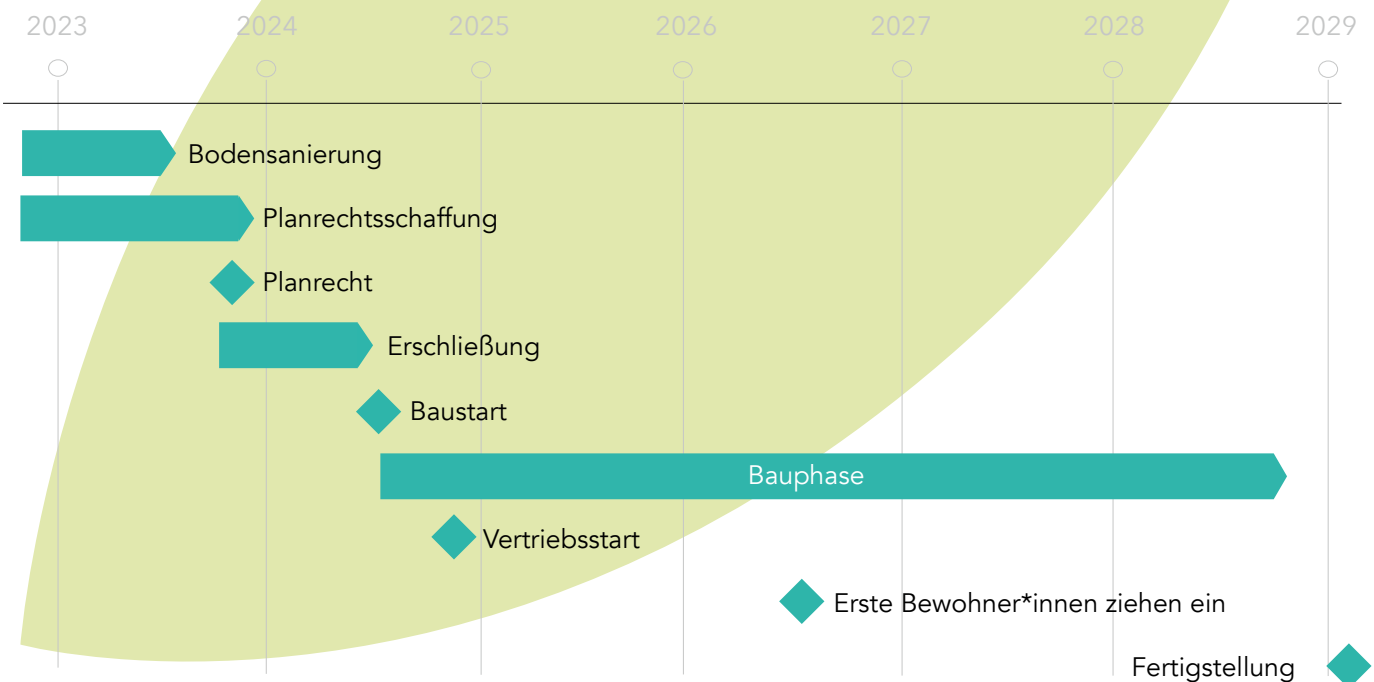 2023 2024 2025 2026 2027 2028 2029
Bodensanierung
Planrechtsschaffung
Planrecht
Erschließung
Baustart
Bauphase
Vertriebsstart
Erste Bewohner*innen ziehen ein
Fertigstellung